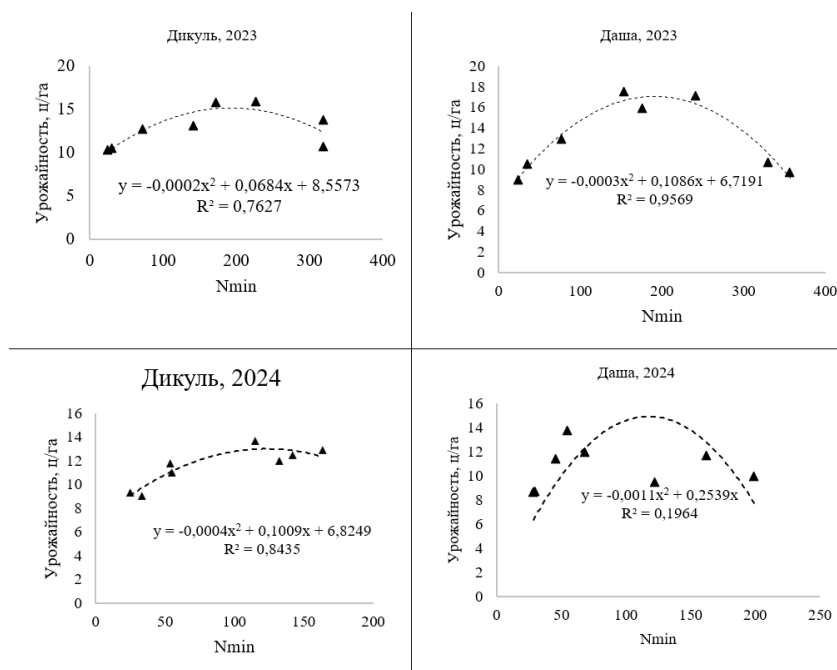 Дикуль, 2023
Урожайность, ц/га
20
15
10
5
0
y = -0,0002x² + 0,0684x + 8,5573
R² = 0,7627
0 100 200 300 400
Nmin
Даша, 2023
Урожайность, ц/га
20
18
16
14
12
10
8
6
4
2
0
y = -0,0003x² + 0,1086x + 6,7191
R² = 0,9569
0 100 200 300 400
Nmin
Дикуль, 2024
Урожайность, ц/га
16
14
12
10
8
6
4
2
0
y = -0,0004x² + 0,1009x + 6,8249
R² = 0,8435
0 50 100 150 200
Nmin
Даша, 2024
Урожайность, ц/га
16
14
12
10
8
6
4
2
0
y = -0,0011x² + 0,2539x
R² = 0,1964
0 50 100 150 200 250
Nmin